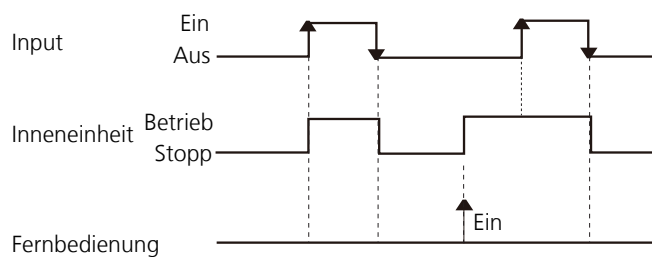 Ein
Input
Aus
Betrieb
Inneneinheit
Stopp
Ein
Fernbedienung